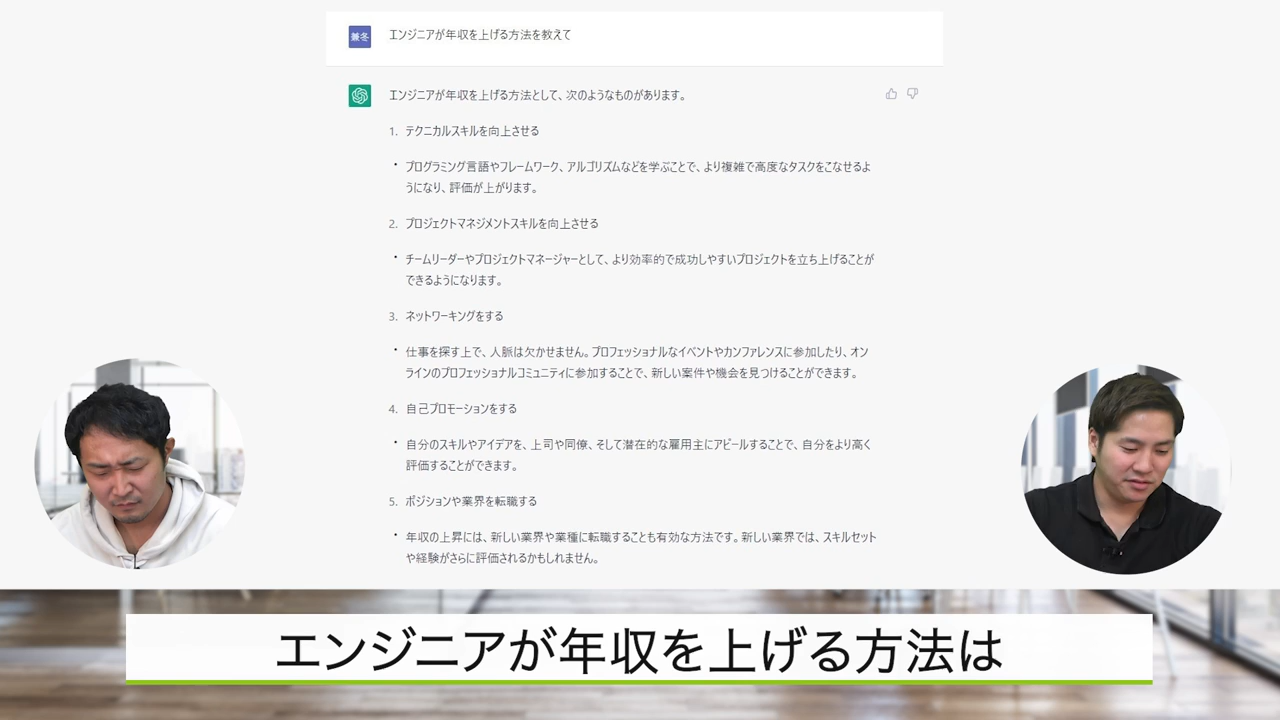 兼冬
エンジニアが年収を上げる方法を教えて
エンジニアが年収を上げる方法として、次のようなものがあります。
1. テクニカルスキルを向上させる
・ プログラミング言語やフレームワーク、アルゴリズムなどを学ぶことで、より複雑で高度なタスクをこなせるよ
うになり、評価が上がります。
2. プロジェクトマネジメントスキルを向上させる
・ チームリーダーやプロジェクトマネージャーとして、より効率的で成功しやすいプロジェクトを立ち上げることが
できるようになります。
3. ネットワーキングをする
・ 仕事を探す上で、人脈は欠かせません。プロフェッショナルなイベントやカンファレンスに参加したり、オン
ラインのプロフェッショナルコミュニティに参加することで、新しい案件や機会を見つけることができます。
4. 自己プロモーションをする
・ 自分のスキルやアイデアを、上司や同僚、そして潜在的な雇用主にアピールすることで、自分をより高く
評価することができます。
5. ポジションや業界を転職する
・ 年収の上昇には、新しい業界や業種に転職することも有効な方法です。新しい業界では、スキルセット
や経験がさらに評価されるかもしれません。
エンジニアが年収を上げる方法は